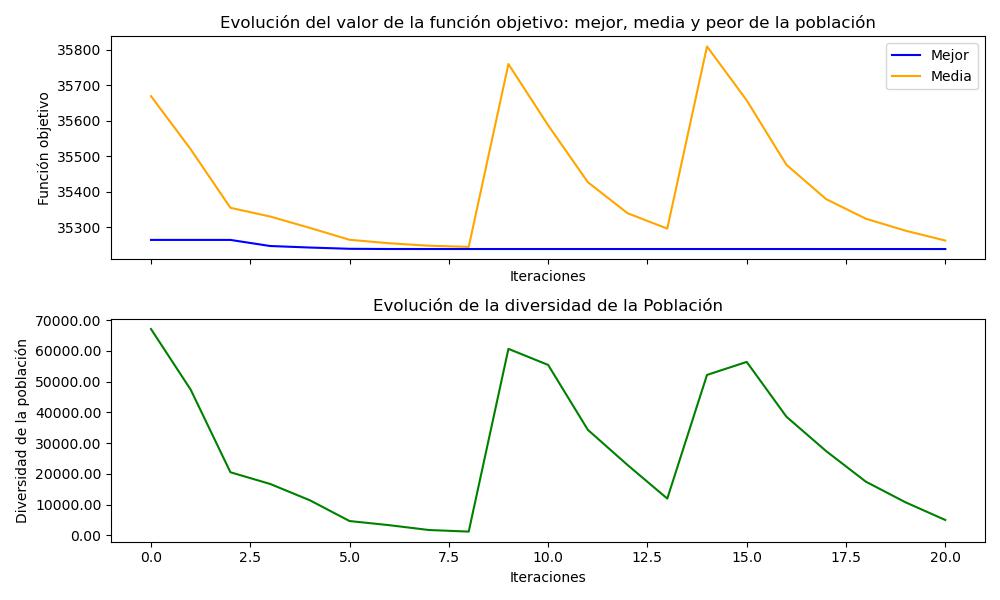 Evolución del valor de la función objetivo: mejor, media y peor de la población
Función objetivo
35800
35700
35600
35500
35400
35300
Mejor
Media
Iteraciones
Evolución de la diversidad de la Población
Diversidad de la población
70000.00
60000.00
50000.00
40000.00
30000.00
20000.00
10000.00
0.00
0.0 2.5 5.0 7.5 10.0 12.5 15.0 17.5 20.0
Iteraciones